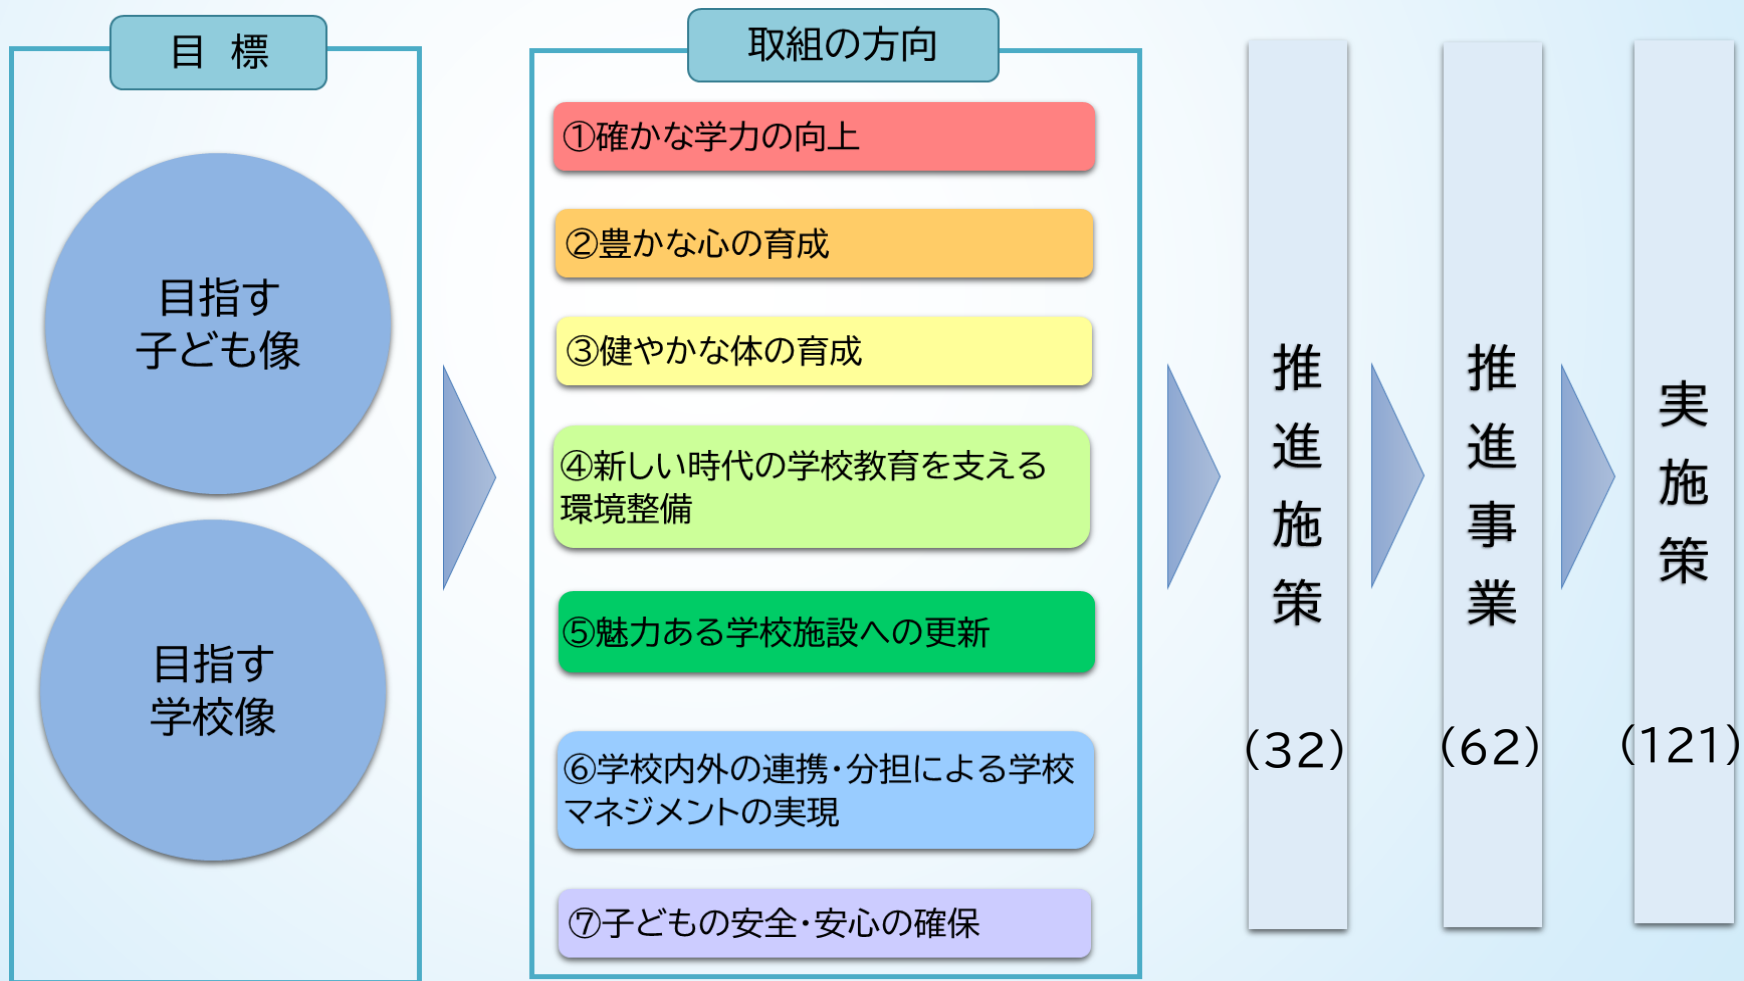 目 標
目指す
子ども像
目指す
学校像
取組の方向
①確かな学力の向上
②豊かな心の育成
③健やかな体の育成
④新しい時代の学校教育を支える
環境整備
⑤魅力ある学校施設への更新
⑥学校内外の連携・分担による学校
マネジメントの実現
⑦子どもの安全・安心の確保
推進施策
(32)
推進事業
(62)
実施策
(121)